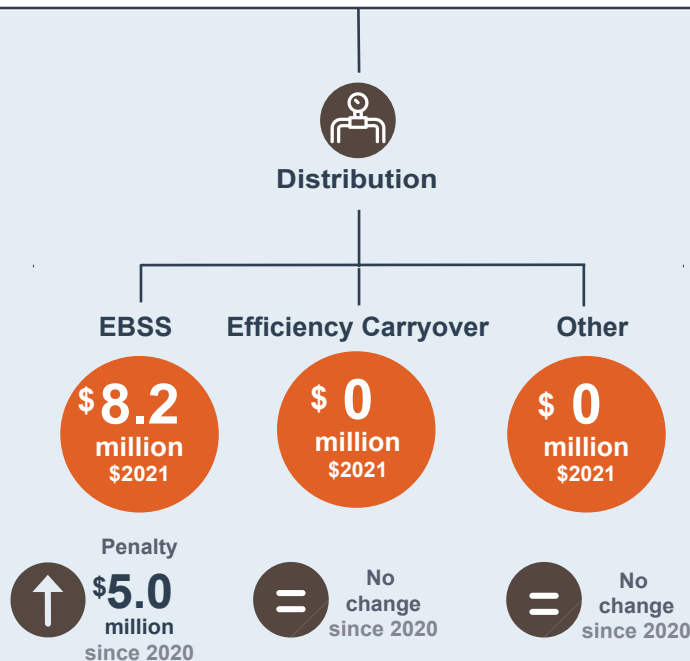 Distribution
EBSS
Efficiency Carryover
Other
$8.2
million
$2021
$ 0
million
$2021
$ 0
million
$2021
Penalty
$5.0
million
since 2020
=
No
change
since 2020
=
No
change
since 2020